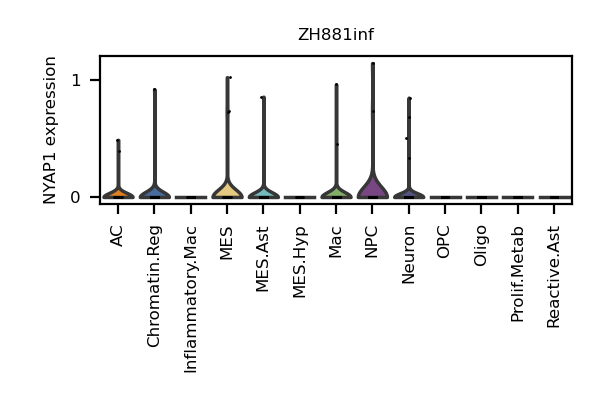 ZH881inf
NYAP1 expression
1
0
AC
Chromatin.Reg
Inflammatory.Mac
MES
MES.Ast
MES.Hyp
Mac
NPC
Neuron
OPC
Oligo
Prolif.Metab
Reactive.Ast